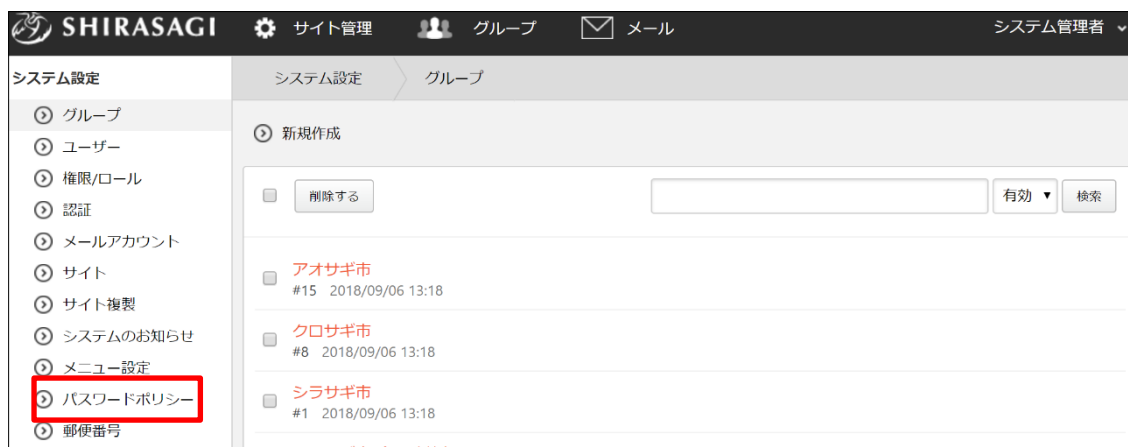 SHIRASAGI サイト管理 グループ メール システム管理者
システム設定
システム設定 グループ
グループ
ユーザー
権限/ロール
認証
メールアカウント
サイト
サイト複製
システムのお知らせ
メニュー設定
パスワードポリシー
郵便番号
新規作成
削除する 有効 検索
アオサギ市
#15 2018/09/06 13:18
クロサギ市
#8 2018/09/06 13:18
シラサギ市
#1 2018/09/06 13:18